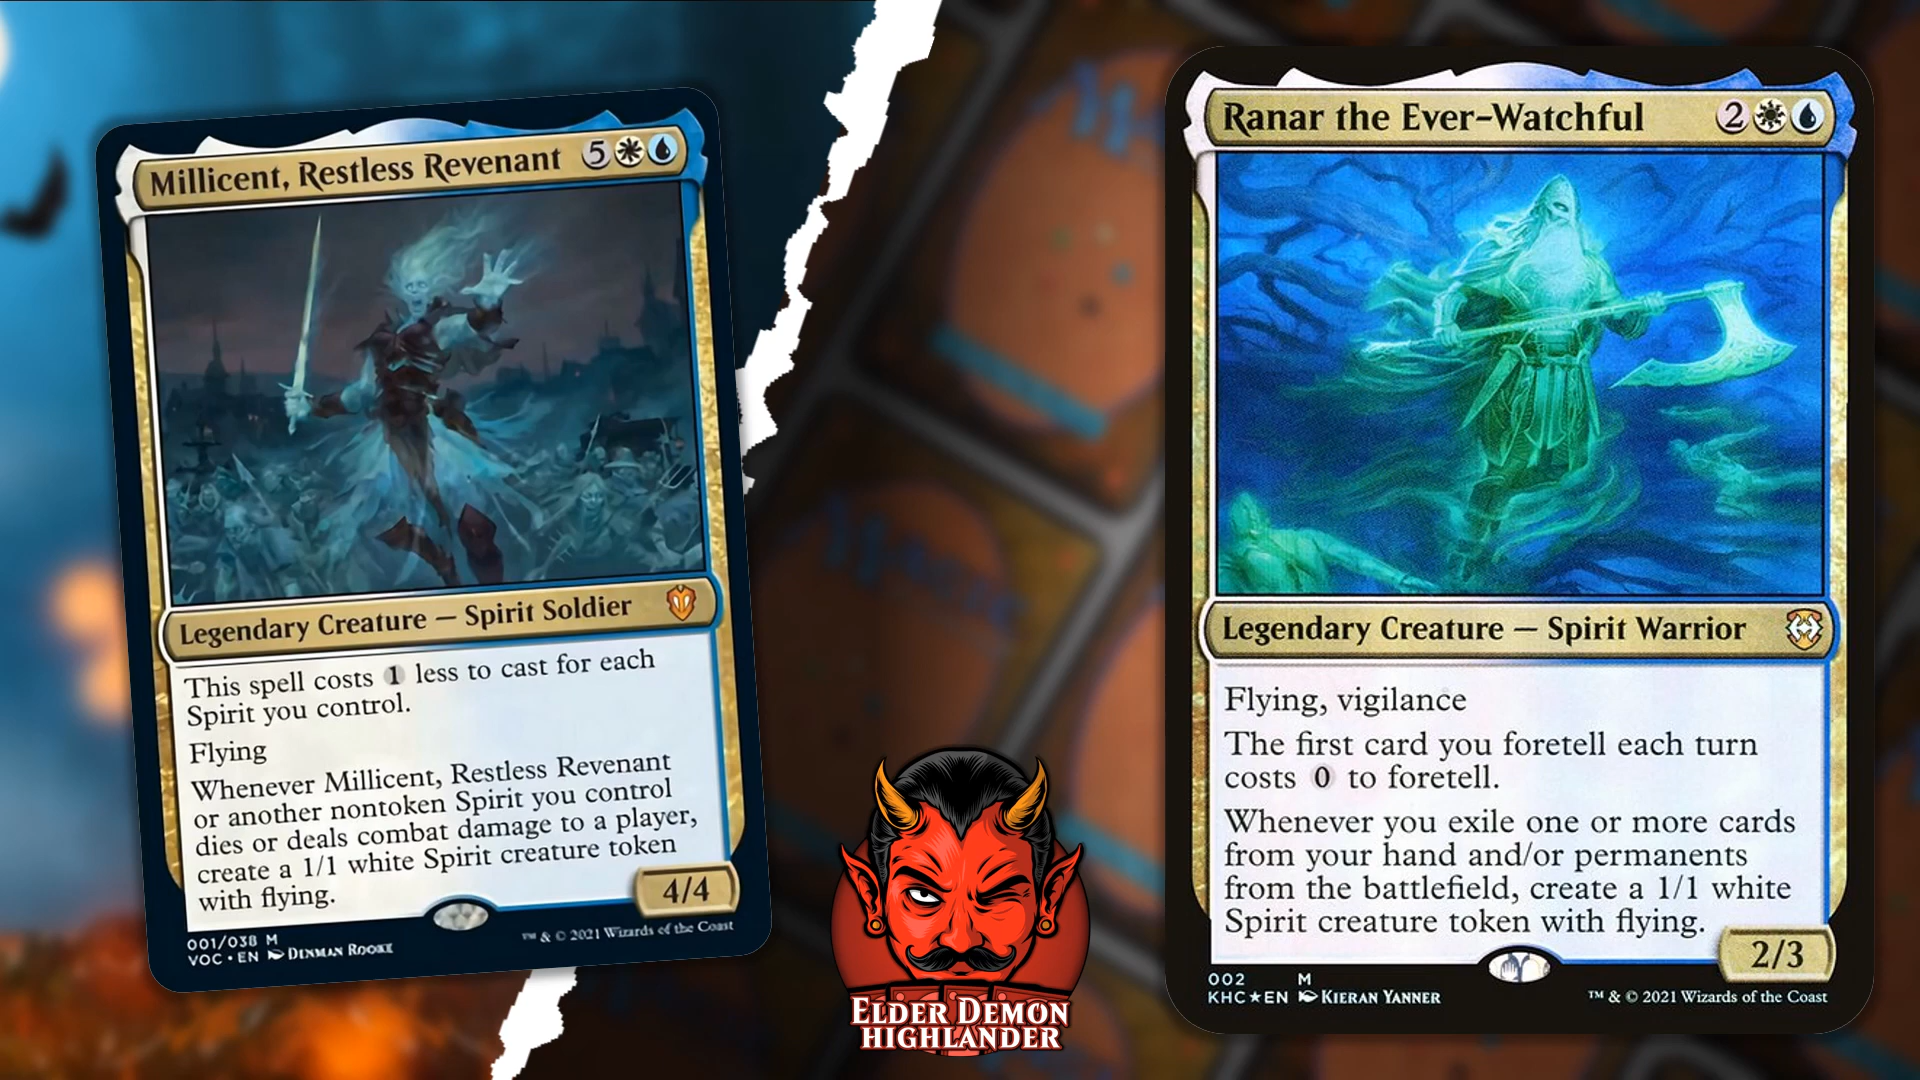 Millicent, Restless Revenant 5
Legendary Creature — Spirit Soldier
This spell costs 1 less to cast for each
Spirit you control.
Flying
Whenever Millicent, Restless Revenant
or another nontoken Spirit you control
dies or deals combat damage to a player,
create a 1/1 white Spirit creature token
with flying.
4/4
001/038 M
VOC • EN DENMAN ROOKE
™ & © 2021 Wizards of the Coast
ELDER DEMON
HIGHLANDER
Ranar the Ever-Watchful 2
Legendary Creature — Spirit Warrior
Flying, vigilance
The first card you foretell each turn
costs 0 to foretell.
Whenever you exile one or more cards
from your hand and/or permanents
from the battlefield, create a 1/1 white
Spirit creature token with flying.
2/3
002 M
KHC★EN KIERAN YANNER
™ & © 2021 Wizards of the Coast